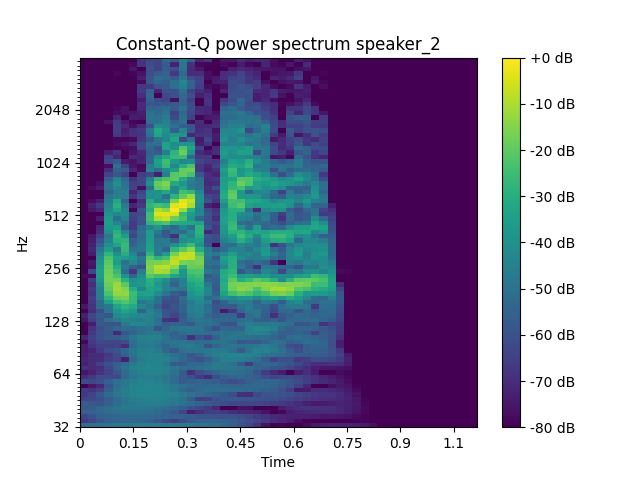 Constant-Q power spectrum speaker_2
Hz
2048
1024
512
256
128
64
32
0 0.15 0.3 0.45 0.6 0.75 0.9 1.1
Time
+0 dB
-10 dB
-20 dB
-30 dB
-40 dB
-50 dB
-60 dB
-70 dB
-80 dB